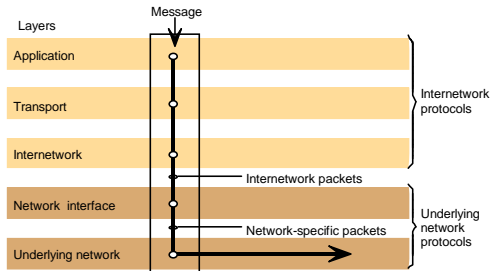 Message
Layers
Application
Internetwork
protocols
Transport
Internetwork
Internetwork packets
Network interface
Underlying
network
protocols
Network-specific packets
Underlying network